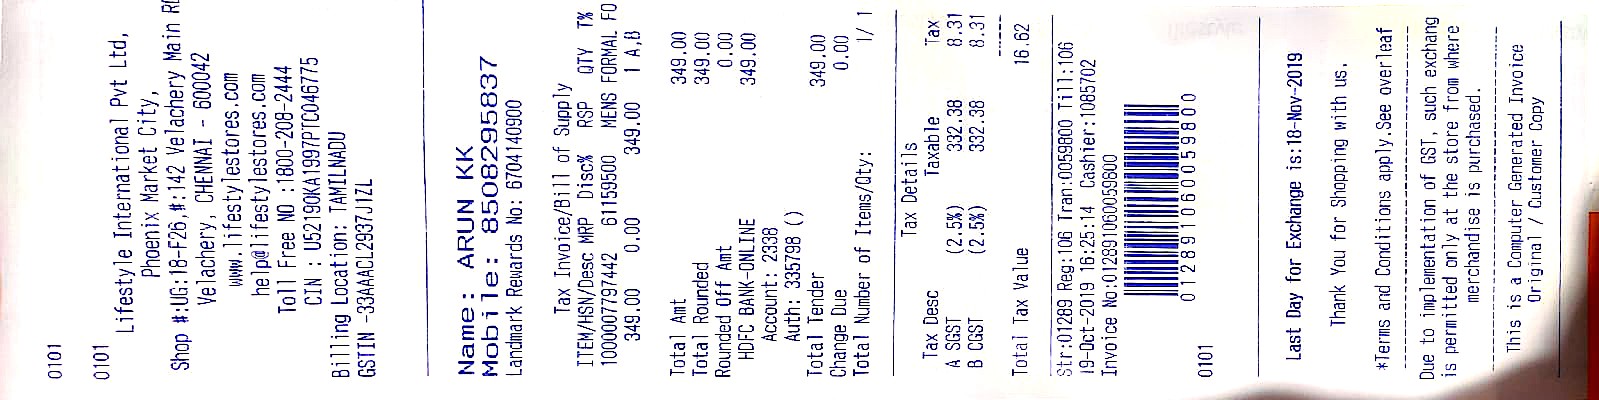 0101
0101
Lifestyle International Pvt Ltd,
Phoenix Market City,
Shop #:UG:18-F26,#:142 Velachery Main
Velachery, CHENNAI - 600042
www.lifestylestores.com
help@lifestylestores.com
Toll Free NO :1800-208-2444
CIN : U52190KA1997PTC046775
Billing Location: TAMILNADU
GSTIN -33AAACL2937J1ZL
Name: ARUN KK
Mobile: 8508295837
Landmark Rewards No: 6704140900
Tax Invoice/Bill of Supply
ITEM/HSN/Desc MRP Disc% RSP QTY T%
1000007797442 61159500 MENS FORMAL FO
349.00 0.00 349.00 1 A,B
Total Amt 349.00
Total Rounded 349.00
Rounded Off Amt 0.00
HDFC BANK-ONLINE 349.00
Account: 2338
Auth: 335798 ()
Total Tender 349.00
Change Due 0.00
Total Number of Items/Qty: 1/ 1
Tax Details
Tax Desc Taxable Tax
A SGST (2.5%) 332.38 8.31
B CGST (2.5%) 332.38 8.31
Total Tax Value 16.62
Str:01289 Reg:106 Tran:0059800 Till:106
19-Oct-2019 16:25:14 Cashier:1085702
Invoice No:0128910600598​00
0128910600598​00
0101
Last Day for Exchange is:18-Nov-2019
Thank You for Shopping with us.
*Terms and Conditions apply.See overleaf
Due to implementation of GST, such exchang
is permitted only at the store from where
merchandise is purchased.
This is a Computer Generated Invoice
Original / Customer Copy